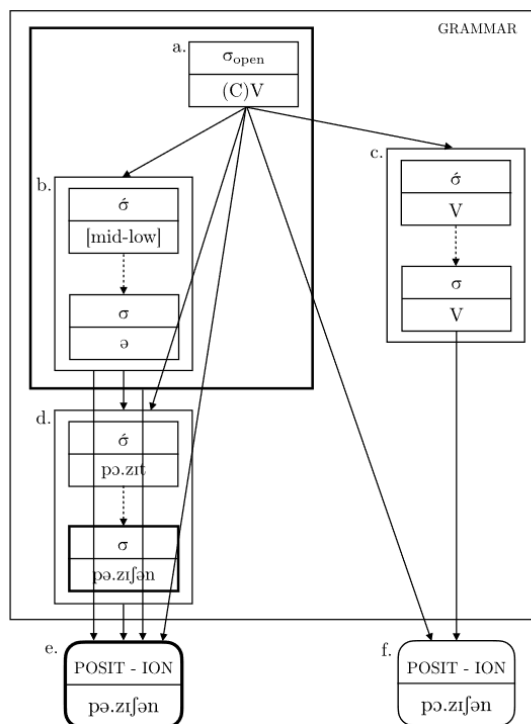 GRAMMAR
a.
σopen
(C)V
b.
σ́
[mid-low]
σ
ə
c.
σ́
V
σ
V
d.
σ́
pɔ.zɪt
σ
pə.zɪʃən
e.
POSIT - ION
pə.zɪʃən
f.
POSIT - ION
pɔ.zɪʃən